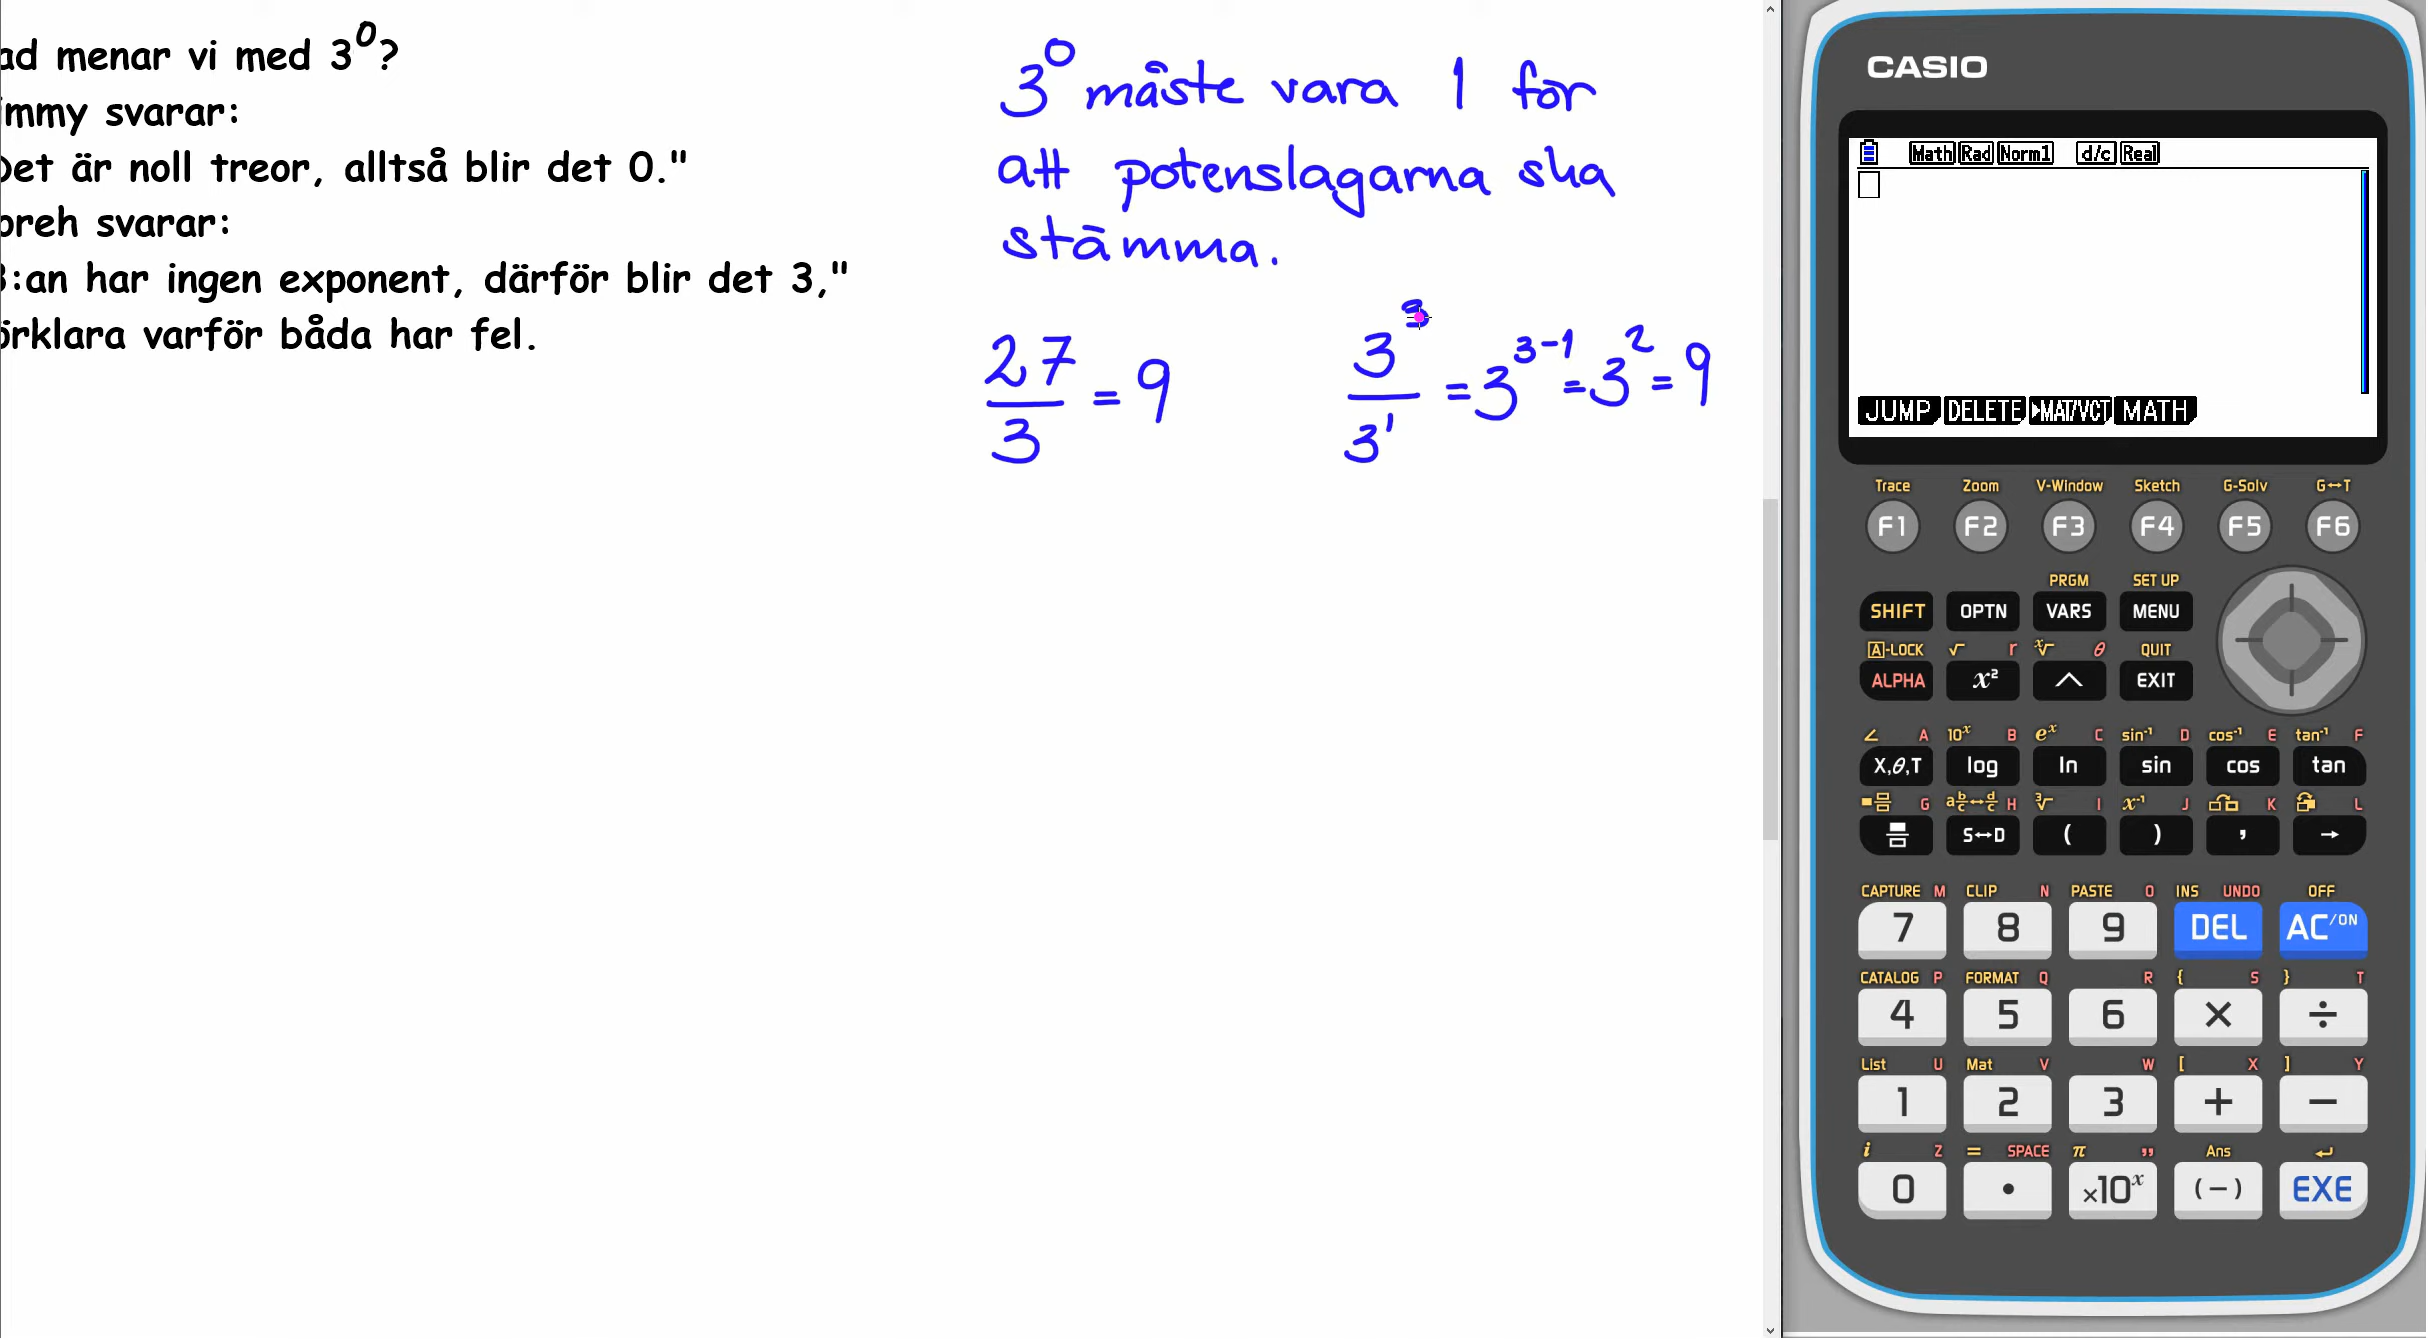 ad menar vi med 3⁰?
immy svarar:
Det är noll treor, alltså blir det 0."
oreh svarar:
3:an har ingen exponent, därför blir det 3,"
örklara varför båda har fel.
3⁰ måste vara 1 för
att potenslagarna ska
stämma.
27/3 = 9
3³/3¹ = 3³⁻¹ = 3² = 9
CASIO
Math Rad Norm1 d/c Real
JUMP DELETE ▶MAT/VCT MATH
Trace Zoom V-Window Sketch G-Solv G↔T
F1 F2 F3 F4 F5 F6
PRGM SET UP
SHIFT OPTN VARS MENU
A-LOCK √ r ˣ√ θ QUIT
ALPHA x² ^ EXIT
∠ A 10ˣ B eˣ C sin⁻¹ D cos⁻¹ E tan⁻¹ F
X,θ,T log ln sin cos tan
G a b/c↔d/c H ³√ I x⁻¹ J K L
S↔D ( ) , →
CAPTURE M CLIP N PASTE O INS UNDO OFF
7 8 9 DEL AC/ON
CATALOG P FORMAT Q R { S } T
4 5 6 × ÷
List U Mat V W [ X ] Y
1 2 3 + −
i Z = SPACE π " Ans ↵
0 • ×10ˣ (−) EXE